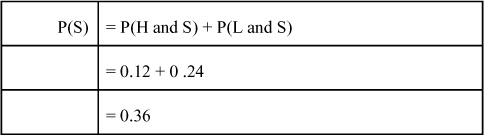 P(S) = P(H and S) + P(L and S)
= 0.12 + 0 .24
= 0.36